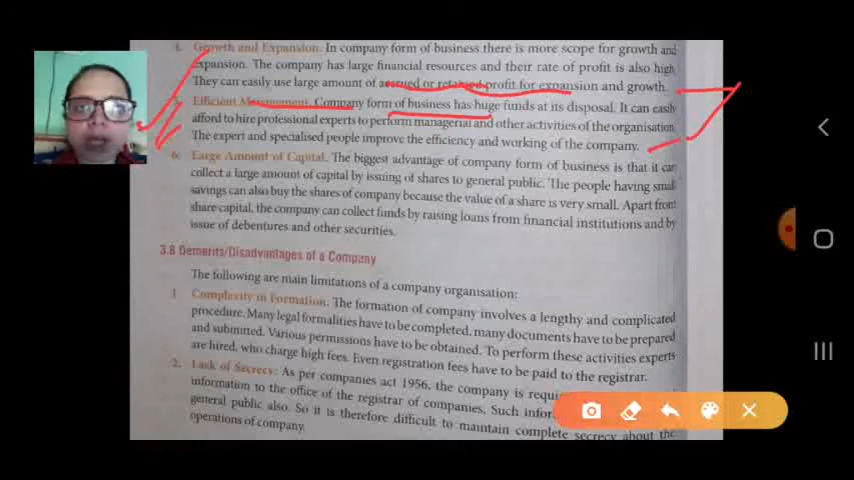 4. Growth and Expansion. In company form of business there is more scope for growth and
expansion. The company has large financial resources and their rate of profit is also high.
They can easily use large amount of accrued or retained profit for expansion and growth.
Efficient Management. Company form of business has huge funds at its disposal. It can easily
afford to hire professional experts to perform managerial and other activities of the organisation.
The expert and specialised people improve the efficiency and working of the company.
6. Large Amount of Capital. The biggest advantage of company form of business is that it can
collect a large amount of capital by issuing of shares to general public. The people having small
savings can also buy the shares of company because the value of a share is very small. Apart from
share capital, the company can collect funds by raising loans from financial institutions and by
issue of debentures and other securities.
3.8 Demerits/Disadvantages of a Company
The following are main limitations of a company organisation:
1. Complexity in Formation. The formation of company involves a lengthy and complicated
procedure. Many legal formalities have to be completed, many documents have to be prepared
and submitted. Various permissions have to be obtained. To perform these activities experts
are hired, who charge high fees. Even registration fees have to be paid to the registrar.
2. Lack of Secrecy. As per companies act 1956, the company is
information to the office of the registrar of companies. Such
general public also. So it is therefore difficult to maintain complete secrecy about the
operations of company.